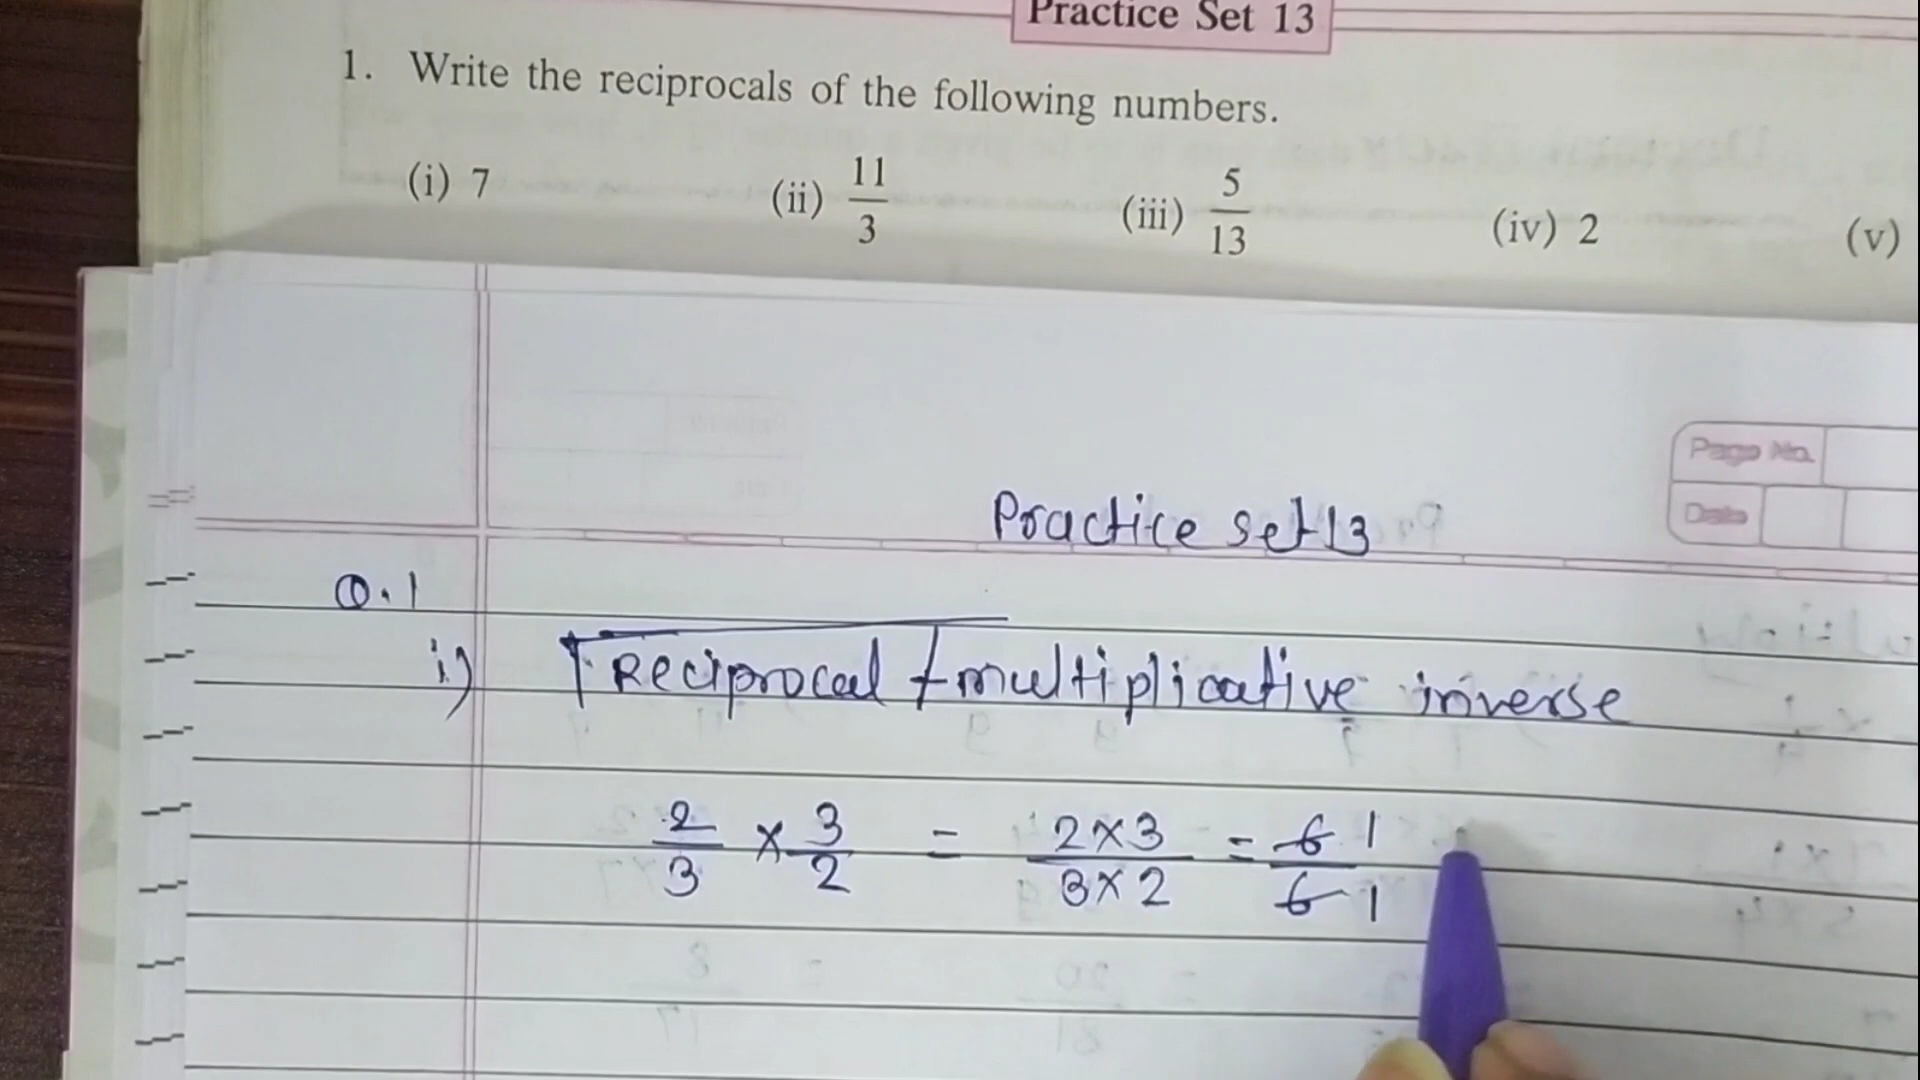 Practice Set 13
1. Write the reciprocals of the following numbers.
(i) 7 (ii) 11/3 (iii) 5/13 (iv) 2 (v)
Page No.
Date
Practice set 13
Q.1
i) Reciprocal / multiplicative inverse
2/3 × 3/2 = 2×3/3×2 = 6 1/6 1